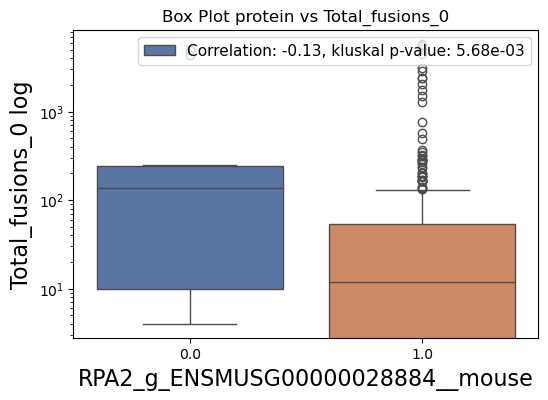 Box Plot protein vs Total_fusions_0
Correlation: -0.13, kluskal p-value: 5.68e-03
Total_fusions_0 log
10³
10²
10¹
0.0
1.0
RPA2_g_ENSMUSG00000028884__mouse